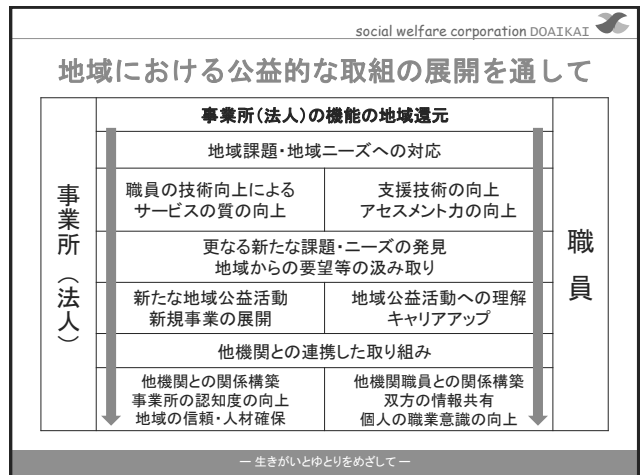 social welfare corporation DOAIKAI
地域における公益的な取組の展開を通して
事業所（法人）
事業所（法人）の機能の地域還元
地域課題・地域ニーズへの対応
職員の技術向上による
サービスの質の向上
支援技術の向上
アセスメント力の向上
更なる新たな課題・ニーズの発見
地域からの要望等の汲み取り
新たな地域公益活動
新規事業の展開
地域公益活動への理解
キャリアアップ
他機関との連携した取り組み
他機関との関係構築
事業所の認知度の向上
地域の信頼・人材確保
他機関職員との関係構築
双方の情報共有
個人の職業意識の向上
職員
― 生きがいとゆとりをめざして ―